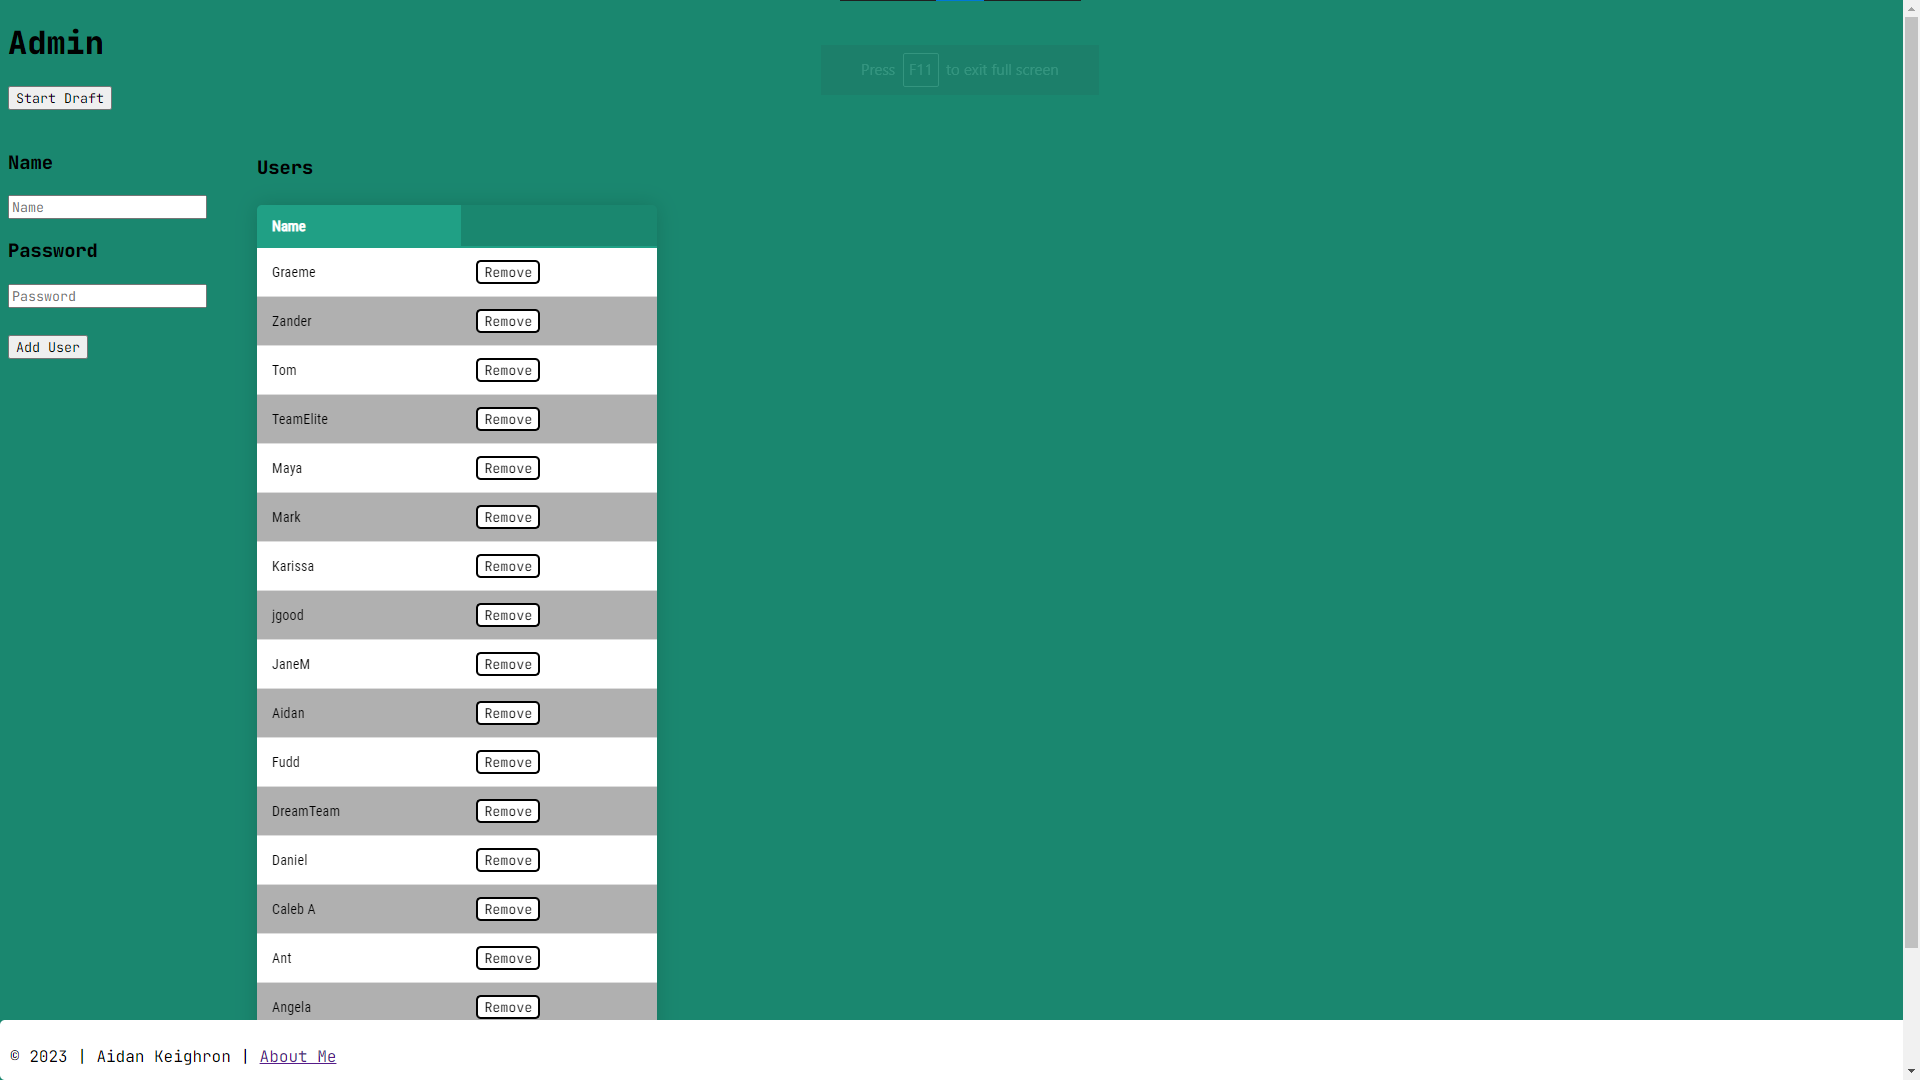 Admin
Press F11 to exit full screen
Start Draft
Name
Name
Password
Password
Add User
Users
Name
Graeme Remove
Zander Remove
Tom Remove
TeamElite Remove
Maya Remove
Mark Remove
Karissa Remove
jgood Remove
JaneM Remove
Aidan Remove
Fudd Remove
DreamTeam Remove
Daniel Remove
Caleb A Remove
Ant Remove
Angela Remove
© 2023 | Aidan Keighron | About Me